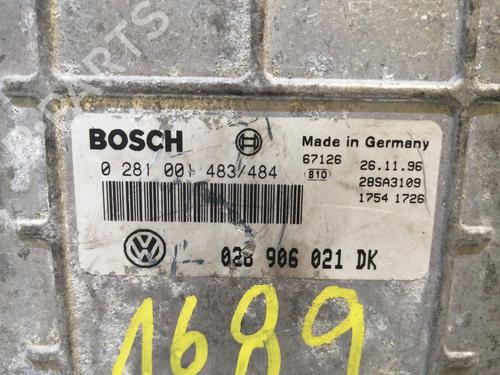 B.PARTS
BOSCH
Made in Germany
0 281 001 483/484
67126 26.11.96
810 28SA3109
1754 1726
028 906 021 DK
1689